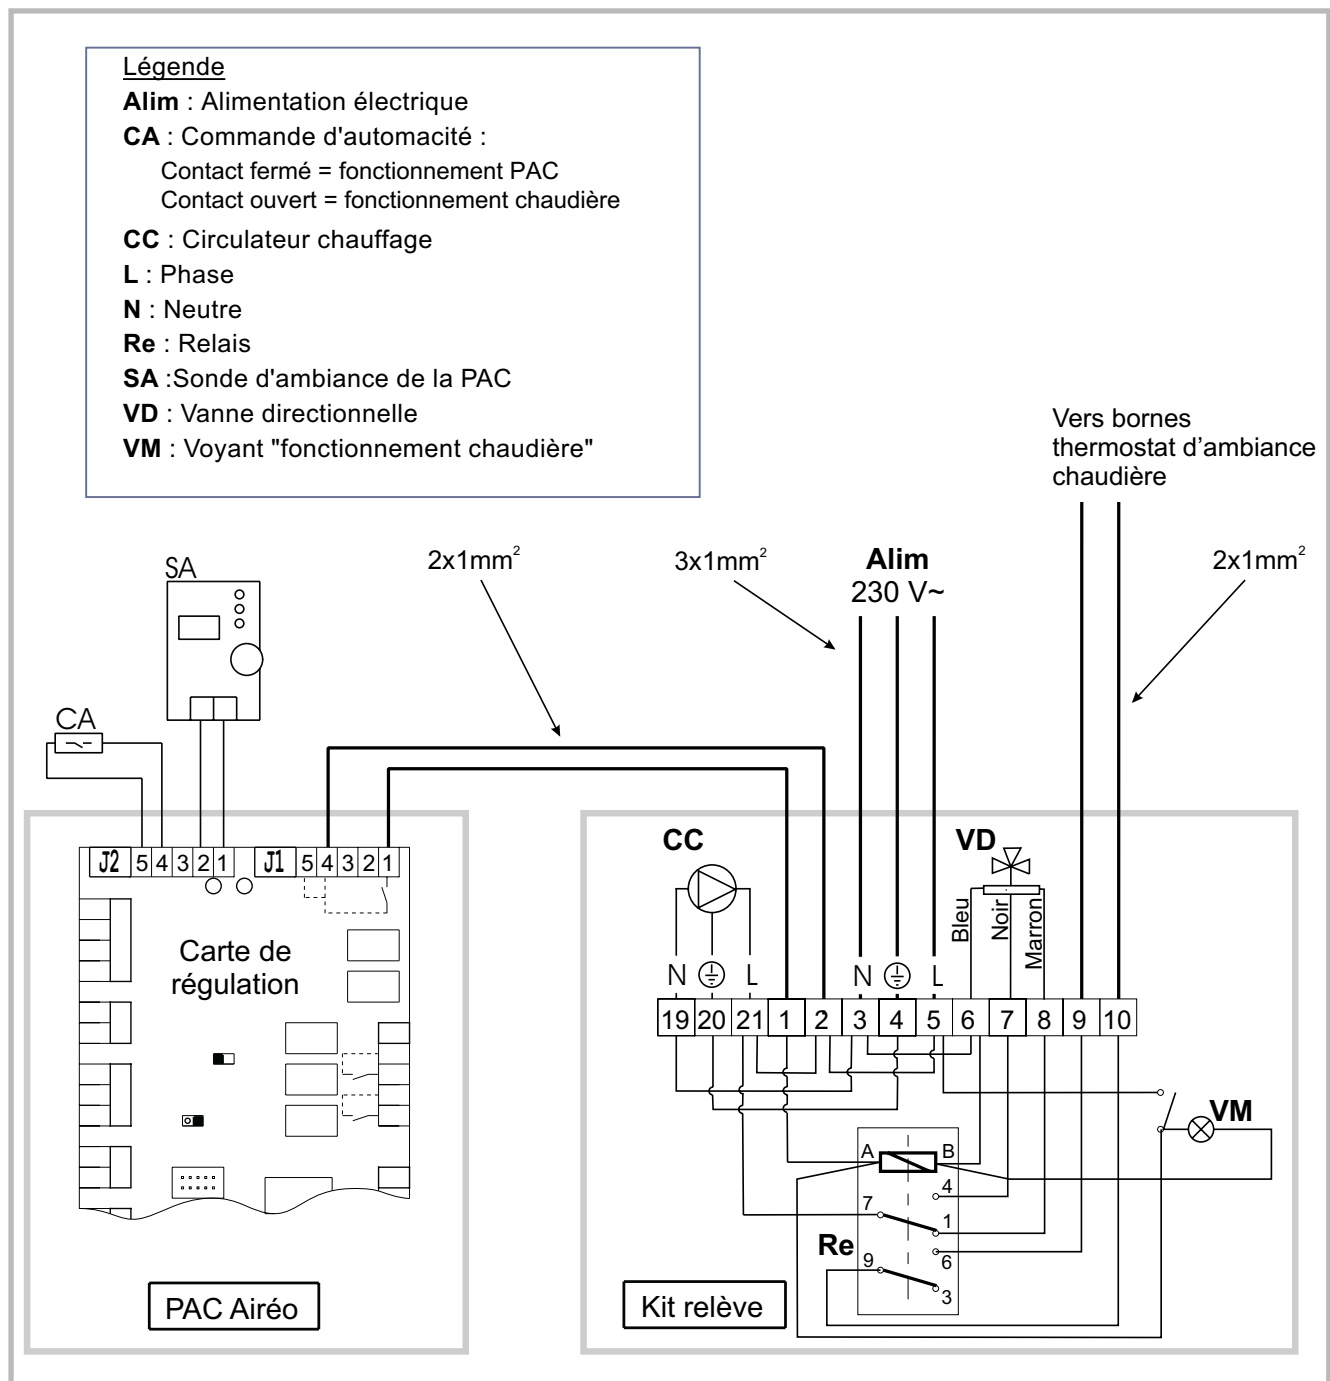 Légende
Alim : Alimentation électrique
CA : Commande d'automacité :
Contact fermé = fonctionnement PAC
Contact ouvert = fonctionnement chaudière
CC : Circulateur chauffage
L : Phase
N : Neutre
Re : Relais
SA :Sonde d'ambiance de la PAC
VD : Vanne directionnelle
VM : Voyant "fonctionnement chaudière"
Vers bornes
thermostat d’ambiance
chaudière
2x1mm²
3x1mm²
Alim
230 V~
2x1mm²
SA
CA
J2 5 4 3 2 1
J1 5 4 3 2 1
Carte de
régulation
PAC Airéo
CC
VD
Bleu
Noir
Marron
N L N L
19 20 21 1 2 3 4 5 6 7 8 9 10
VM
A B
4
7
1
Re
9
6
3
Kit relève